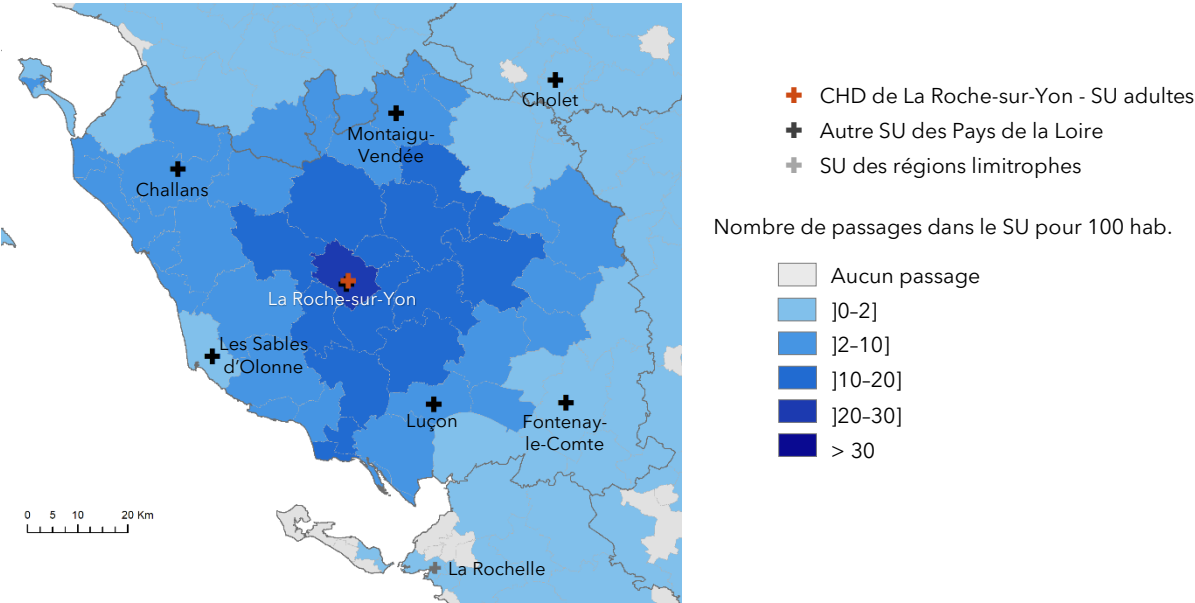 Cholet
Montaigu-
Vendée
Challans
La Roche-sur-Yon
Les Sables
d'Olonne
Luçon
Fontenay-
le-Comte
0 5 10 20 Km
La Rochelle
CHD de La Roche-sur-Yon - SU adultes
Autre SU des Pays de la Loire
SU des régions limitrophes
Nombre de passages dans le SU pour 100 hab.
Aucun passage
]0–2]
]2–10]
]10–20]
]20–30]
> 30